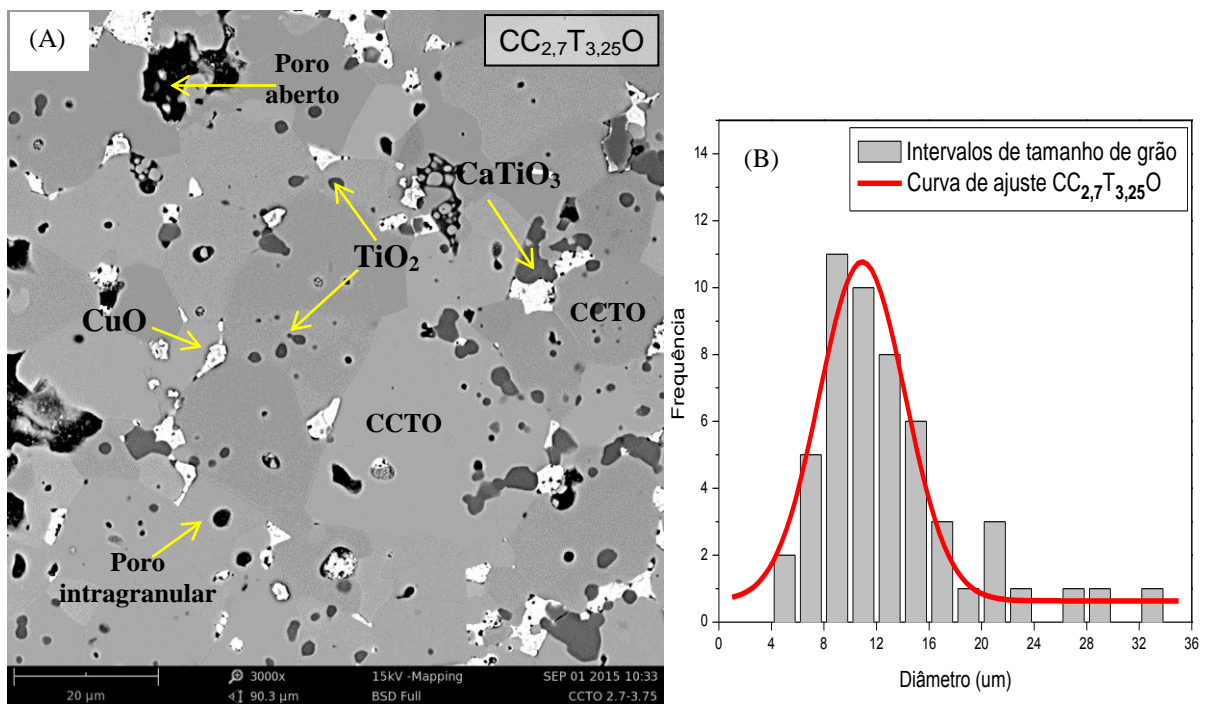 (A)
CC2,7T3,25O
Poro
aberto
CaTiO3
TiO2
CuO
CCTO
CCTO
Poro
intragranular
20 µm
3000x
90.3 µm
15kV -Mapping
BSD Full
SEP 01 2015 10:33
CCTO 2.7-3.75
(B)
Intervalos de tamanho de grão
Curva de ajuste CC2,7T3,25O
Frequência
14
12
10
8
6
4
2
0
0 4 8 12 16 20 24 28 32 36
Diâmetro (um)